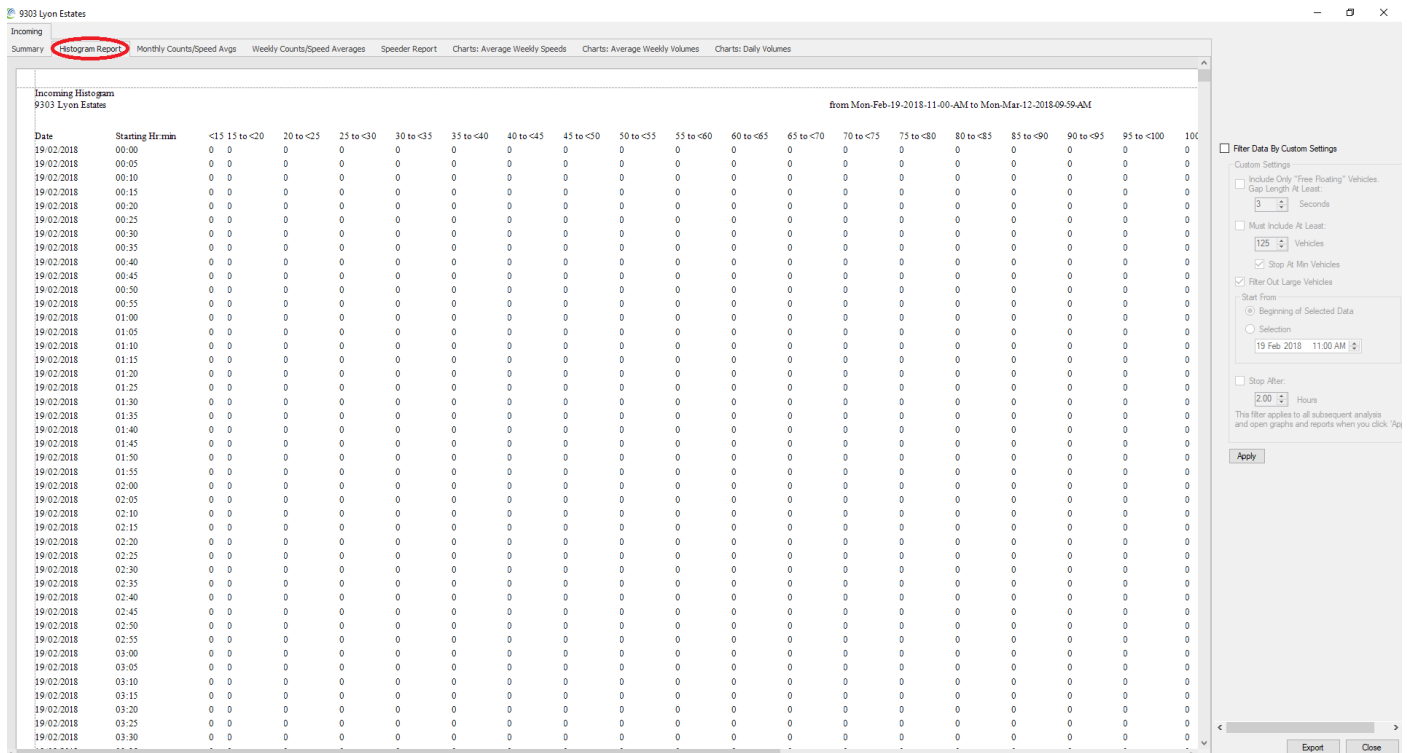 9303 Lyon Estates
Incoming
Summary Histogram Report Monthly Counts/Speed Avgs Weekly Counts/Speed Averages Speeder Report Charts: Average Weekly Speeds Charts: Average Weekly Volumes Charts: Daily Volumes
Incoming Histogram
9303 Lyon Estates from Mon-Feb-19-2018-11-00-AM to Mon-Mar-12-2018-09-59-AM
Date Starting Hr:min <15 15 to <20 20 to <25 25 to <30 30 to <35 35 to <40 40 to <45 45 to <50 50 to <55 55 to <60 60 to <65 65 to <70 70 to <75 75 to <80 80 to <85 85 to <90 90 to <95 95 to <100 100
19/02/2018 00:00 0 0 0 0 0 0 0 0 0 0 0 0 0 0 0 0 0 0 0
19/02/2018 00:05 0 0 0 0 0 0 0 0 0 0 0 0 0 0 0 0 0 0 0
19/02/2018 00:10 0 0 0 0 0 0 0 0 0 0 0 0 0 0 0 0 0 0 0
19/02/2018 00:15 0 0 0 0 0 0 0 0 0 0 0 0 0 0 0 0 0 0 0
19/02/2018 00:20 0 0 0 0 0 0 0 0 0 0 0 0 0 0 0 0 0 0 0
19/02/2018 00:25 0 0 0 0 0 0 0 0 0 0 0 0 0 0 0 0 0 0 0
19/02/2018 00:30 0 0 0 0 0 0 0 0 0 0 0 0 0 0 0 0 0 0 0
19/02/2018 00:35 0 0 0 0 0 0 0 0 0 0 0 0 0 0 0 0 0 0 0
19/02/2018 00:40 0 0 0 0 0 0 0 0 0 0 0 0 0 0 0 0 0 0 0
19/02/2018 00:45 0 0 0 0 0 0 0 0 0 0 0 0 0 0 0 0 0 0 0
19/02/2018 00:50 0 0 0 0 0 0 0 0 0 0 0 0 0 0 0 0 0 0 0
19/02/2018 00:55 0 0 0 0 0 0 0 0 0 0 0 0 0 0 0 0 0 0 0
19/02/2018 01:00 0 0 0 0 0 0 0 0 0 0 0 0 0 0 0 0 0 0 0
19/02/2018 01:05 0 0 0 0 0 0 0 0 0 0 0 0 0 0 0 0 0 0 0
19/02/2018 01:10 0 0 0 0 0 0 0 0 0 0 0 0 0 0 0 0 0 0 0
19/02/2018 01:15 0 0 0 0 0 0 0 0 0 0 0 0 0 0 0 0 0 0 0
19/02/2018 01:20 0 0 0 0 0 0 0 0 0 0 0 0 0 0 0 0 0 0 0
19/02/2018 01:25 0 0 0 0 0 0 0 0 0 0 0 0 0 0 0 0 0 0 0
19/02/2018 01:30 0 0 0 0 0 0 0 0 0 0 0 0 0 0 0 0 0 0 0
19/02/2018 01:35 0 0 0 0 0 0 0 0 0 0 0 0 0 0 0 0 0 0 0
19/02/2018 01:40 0 0 0 0 0 0 0 0 0 0 0 0 0 0 0 0 0 0 0
19/02/2018 01:45 0 0 0 0 0 0 0 0 0 0 0 0 0 0 0 0 0 0 0
19/02/2018 01:50 0 0 0 0 0 0 0 0 0 0 0 0 0 0 0 0 0 0 0
19/02/2018 01:55 0 0 0 0 0 0 0 0 0 0 0 0 0 0 0 0 0 0 0
19/02/2018 02:00 0 0 0 0 0 0 0 0 0 0 0 0 0 0 0 0 0 0 0
19/02/2018 02:05 0 0 0 0 0 0 0 0 0 0 0 0 0 0 0 0 0 0 0
19/02/2018 02:10 0 0 0 0 0 0 0 0 0 0 0 0 0 0 0 0 0 0 0
19/02/2018 02:15 0 0 0 0 0 0 0 0 0 0 0 0 0 0 0 0 0 0 0
19/02/2018 02:20 0 0 0 0 0 0 0 0 0 0 0 0 0 0 0 0 0 0 0
19/02/2018 02:25 0 0 0 0 0 0 0 0 0 0 0 0 0 0 0 0 0 0 0
19/02/2018 02:30 0 0 0 0 0 0 0 0 0 0 0 0 0 0 0 0 0 0 0
19/02/2018 02:35 0 0 0 0 0 0 0 0 0 0 0 0 0 0 0 0 0 0 0
19/02/2018 02:40 0 0 0 0 0 0 0 0 0 0 0 0 0 0 0 0 0 0 0
19/02/2018 02:45 0 0 0 0 0 0 0 0 0 0 0 0 0 0 0 0 0 0 0
19/02/2018 02:50 0 0 0 0 0 0 0 0 0 0 0 0 0 0 0 0 0 0 0
19/02/2018 02:55 0 0 0 0 0 0 0 0 0 0 0 0 0 0 0 0 0 0 0
19/02/2018 03:00 0 0 0 0 0 0 0 0 0 0 0 0 0 0 0 0 0 0 0
19/02/2018 03:05 0 0 0 0 0 0 0 0 0 0 0 0 0 0 0 0 0 0 0
19/02/2018 03:10 0 0 0 0 0 0 0 0 0 0 0 0 0 0 0 0 0 0 0
19/02/2018 03:15 0 0 0 0 0 0 0 0 0 0 0 0 0 0 0 0 0 0 0
19/02/2018 03:20 0 0 0 0 0 0 0 0 0 0 0 0 0 0 0 0 0 0 0
19/02/2018 03:25 0 0 0 0 0 0 0 0 0 0 0 0 0 0 0 0 0 0 0
19/02/2018 03:30 0 0 0 0 0 0 0 0 0 0 0 0 0 0 0 0 0 0 0
Filter Data By Custom Settings
Custom Settings
Include Only "Free Floating" Vehicles.
Gap Length At Least:
3 Seconds
Must Include At Least:
125 Vehicles
Stop At Min Vehicles
Filter Out Large Vehicles
Start From
Beginning of Selected Data
Selection
19 Feb 2018 11:00 AM
Stop After:
2.00 Hours
This filter applies to all subsequent analysis
and open graphs and reports when you click 'App
Apply
Export Close